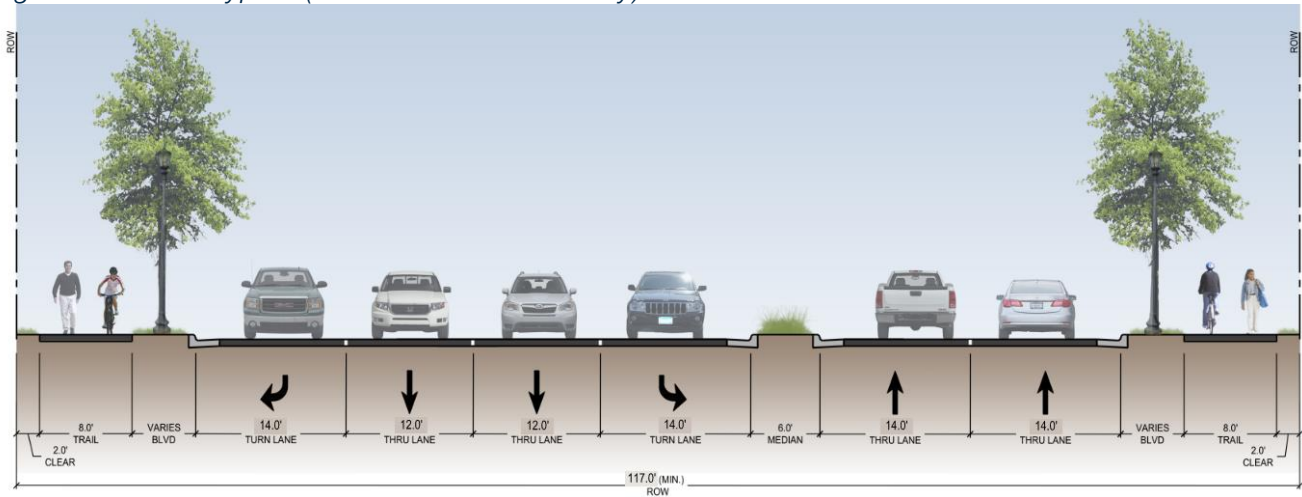 ROW
ROW
8.0'
TRAIL
VARIES
BLVD
14.0'
TURN LANE
12.0'
THRU LANE
12.0'
THRU LANE
14.0'
TURN LANE
6.0'
MEDIAN
14.0'
THRU LANE
14.0'
THRU LANE
VARIES
BLVD
8.0'
TRAIL
2.0'
CLEAR
2.0'
CLEAR
117.0' (MIN.)
ROW